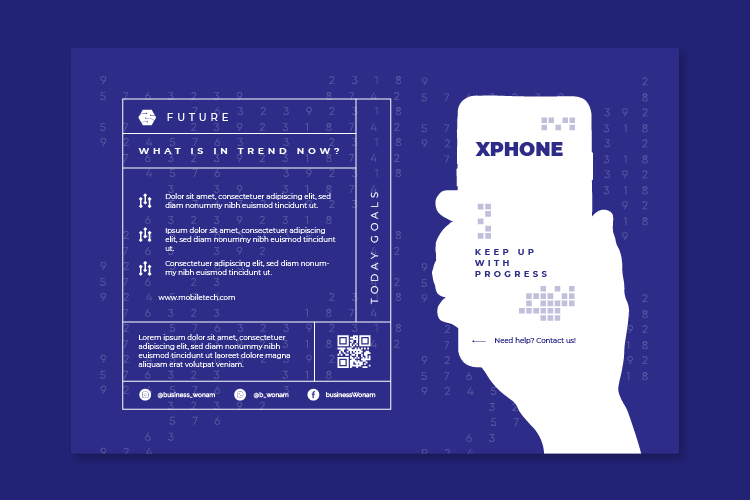 FUTURE
WHAT IS IN TREND NOW?
Dolor sit amet, consectetuer adipiscing elit, sed
diam nonummy nibh euismod tincidunt ut.
Ipsum dolor sit amet, consectetuer adipiscing
elit, sed diam nonummy nibh euismod tincidunt
ut.
Consectetuer adipiscing elit, sed diam nonum-
my nibh euismod tincidunt ut.
www.mobiletech.com
TODAY GOALS
Lorem ipsum dolor sit amet, consectetuer
adipiscing elit, sed diam nonummy nibh
euismod tincidunt ut laoreet dolore magna
aliquam erat volutpat veniam.
@business_wonam
@b_wonam
businessWonam
XPHONE
KEEP UP
WITH
PROGRESS
Need help? Contact us!